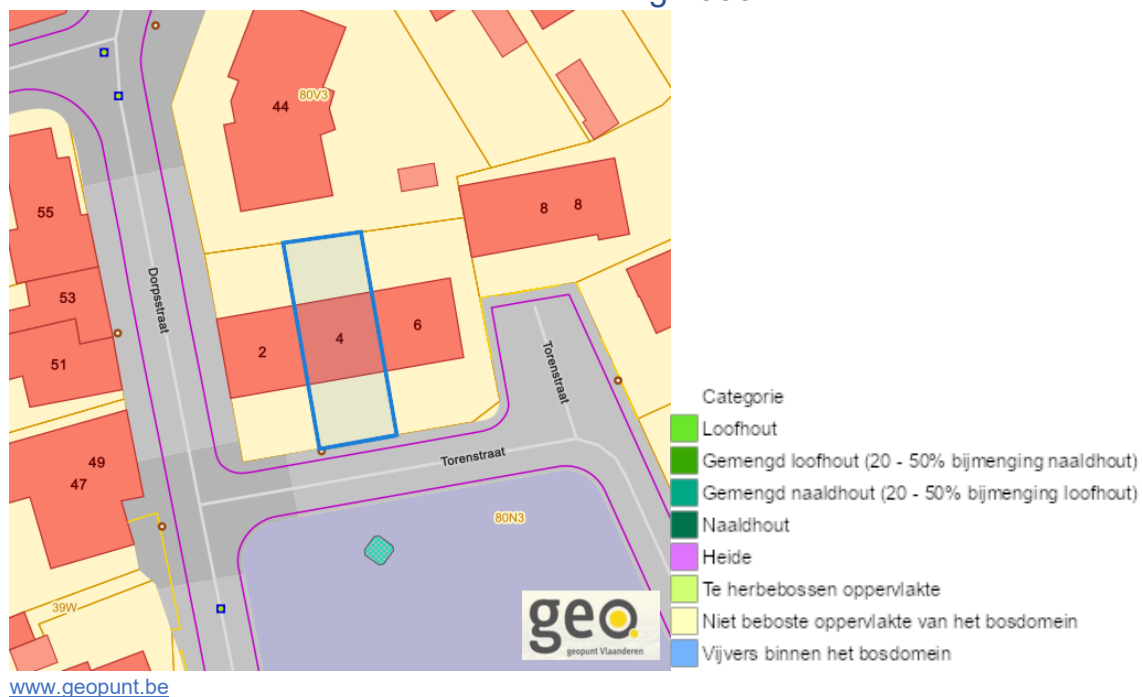 44
80V3
55
53
51
Dorpsstraat
8 8
2
4
6
Torenstraat
49
47
Torenstraat
80N3
39W
geo.
geopunt Vlaanderen
Categorie
Loofhout
Gemengd loofhout (20 - 50% bijmenging naaldhout)
Gemengd naaldhout (20 - 50% bijmenging loofhout)
Naaldhout
Heide
Te herbebossen oppervlakte
Niet beboste oppervlakte van het bosdomein
Vijvers binnen het bosdomein
www.geopunt.be